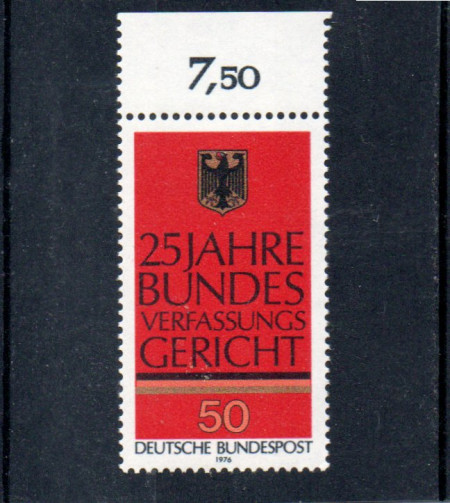 7,50
25 JAHRE
BUNDES
VERFASSUNGS
GERICHT
50
DEUTSCHE BUNDESPOST
1976